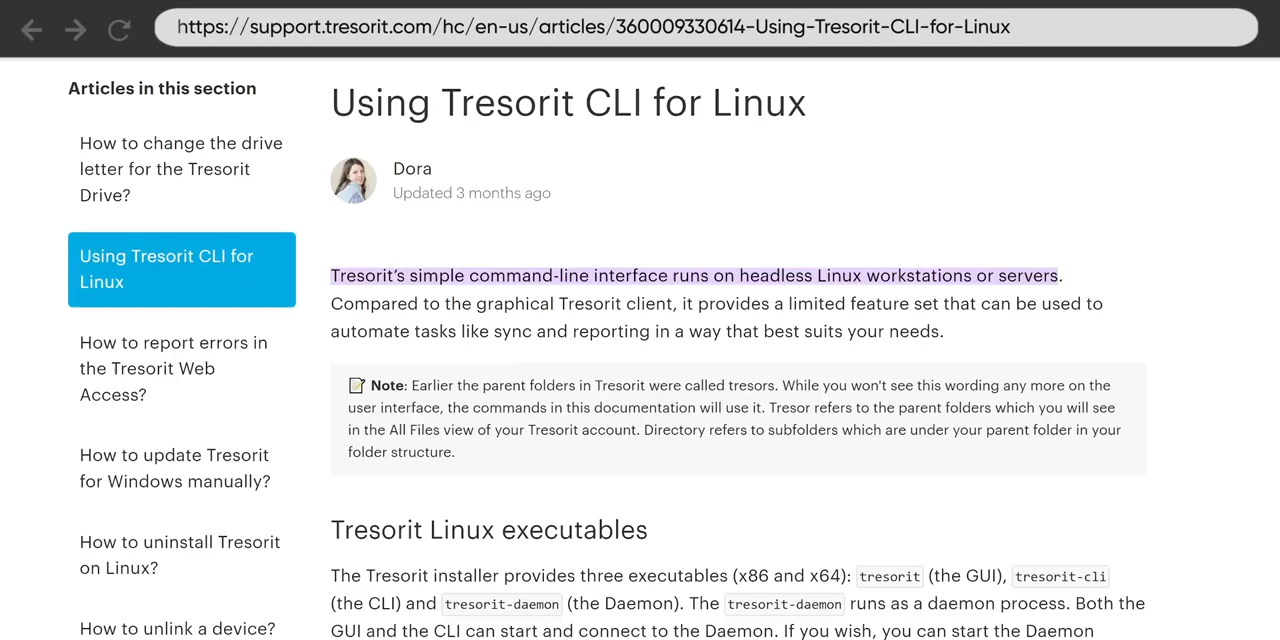 https://support.tresorit.com/hc/en-us/articles/360009330614-Using-Tresorit-CLI-for-Linux
Articles in this section
How to change the drive
letter for the Tresorit
Drive?
Using Tresorit CLI for
Linux
How to report errors in
the Tresorit Web
Access?
How to update Tresorit
for Windows manually?
How to uninstall Tresorit
on Linux?
How to unlink a device?
Using Tresorit CLI for Linux
Dora
Updated 3 months ago
Tresorit’s simple command-line interface runs on headless Linux workstations or servers.
Compared to the graphical Tresorit client, it provides a limited feature set that can be used to
automate tasks like sync and reporting in a way that best suits your needs.
📝 Note: Earlier the parent folders in Tresorit were called tresors. While you won't see this wording any more on the
user interface, the commands in this documentation will use it. Tresor refers to the parent folders which you will see
in the All Files view of your Tresorit account. Directory refers to subfolders which are under your parent folder in your
folder structure.
Tresorit Linux executables
The Tresorit installer provides three executables (x86 and x64): tresorit (the GUI), tresorit-cli
(the CLI) and tresorit-daemon (the Daemon). The tresorit-daemon runs as a daemon process. Both the
GUI and the CLI can start and connect to the Daemon. If you wish, you can start the Daemon